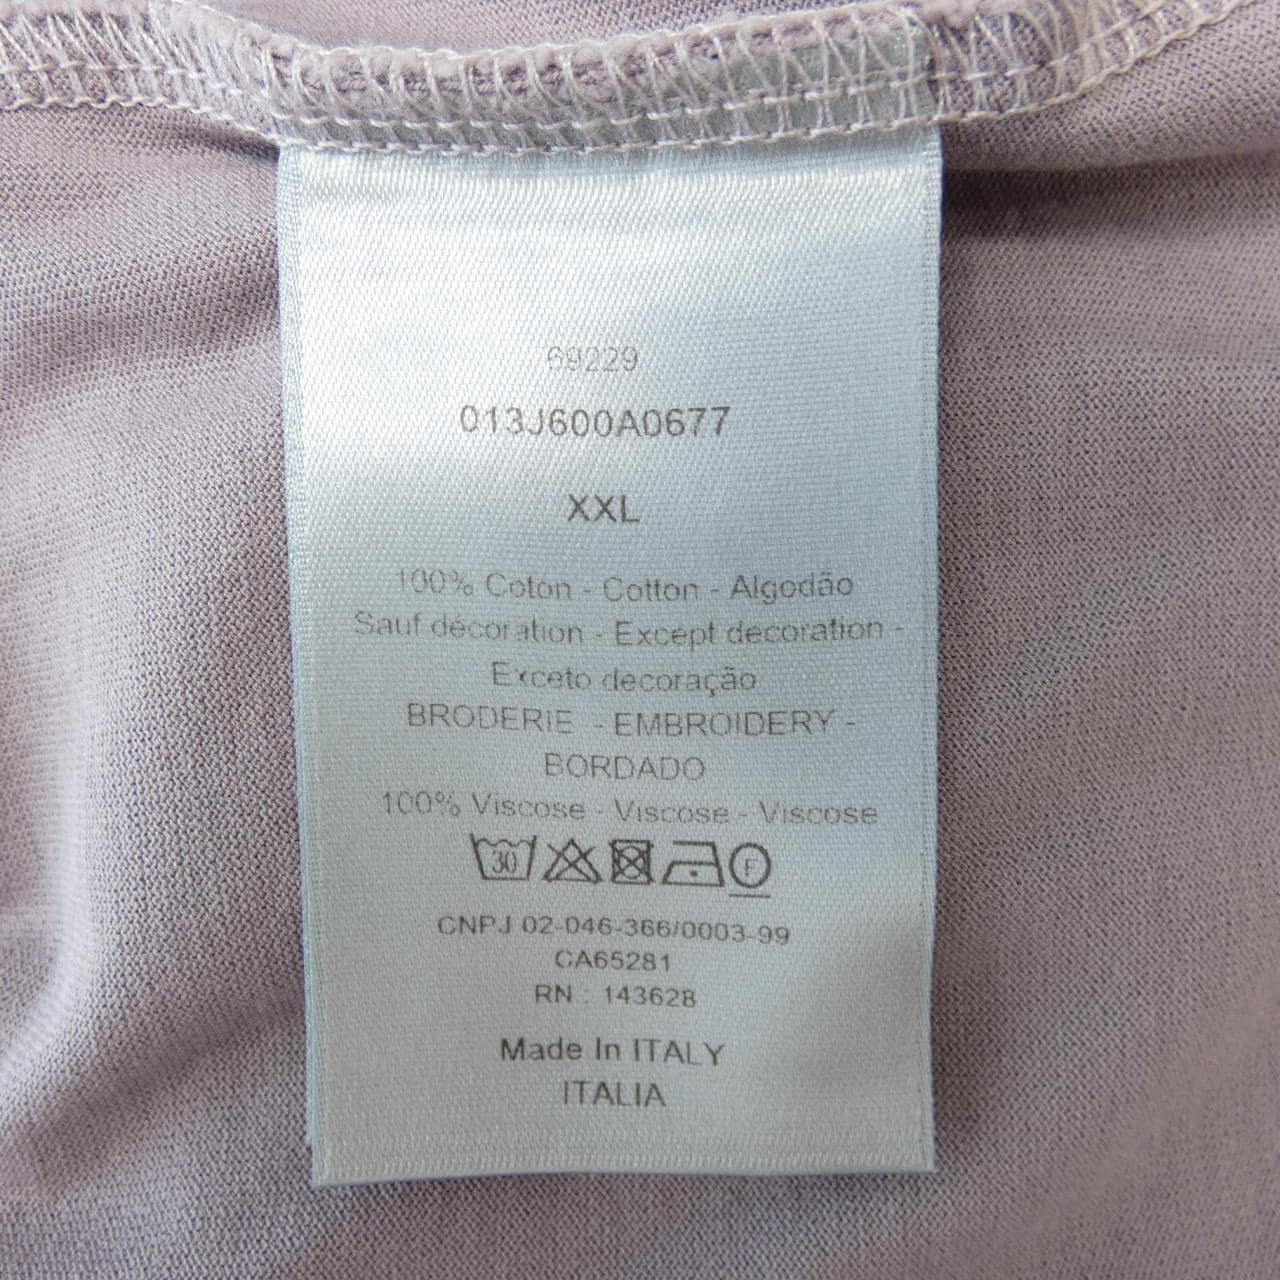 69229
013J600A0677
XXL
100% Coton - Cotton - Algodão
Sauf décoration - Except decoration -
Exceto decoração
BRODERIE - EMBROIDERY -
BORDADO
100% Viscose - Viscose - Viscose
30 F
CNPJ 02-046-366/0003-99
CA65281
RN : 143628
Made In ITALY
ITALIA